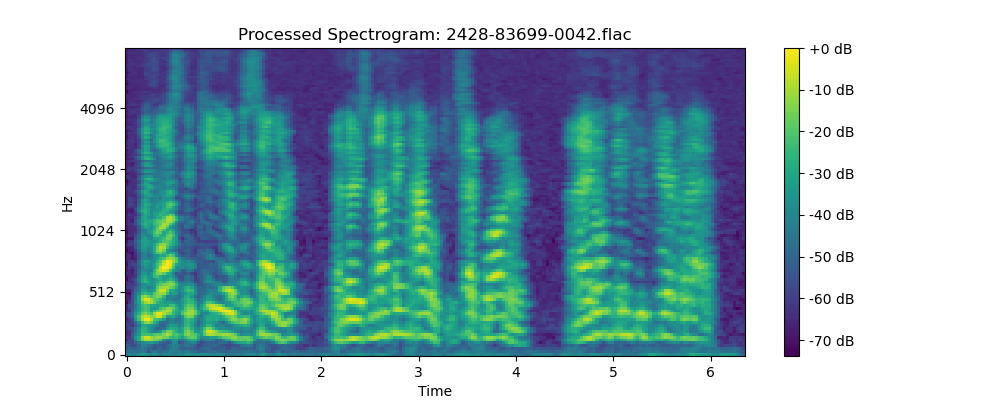 Processed Spectrogram: 2428-83699-0042.flac
+0 dB
-10 dB
-20 dB
-30 dB
-40 dB
-50 dB
-60 dB
-70 dB
Hz
4096
2048
1024
512
0
0 1 2 3 4 5 6
Time